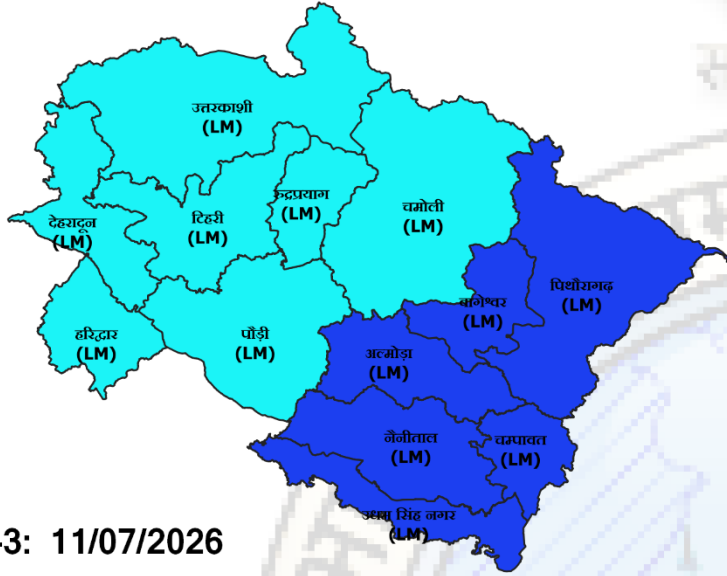 उत्तरकाशी
(LM)
रुद्रप्रयाग
(LM)
टिहरी
(LM)
चमोली
(LM)
देहरादून
(LM)
पिथौरागढ़
(LM)
बागेश्वर
(LM)
हरिद्वार
(LM)
पौड़ी
(LM)
अल्मोड़ा
(LM)
नैनीताल
(LM)
चम्पावत
(LM)
उधम सिंह नगर
(LM)
-3: 11/07/2026